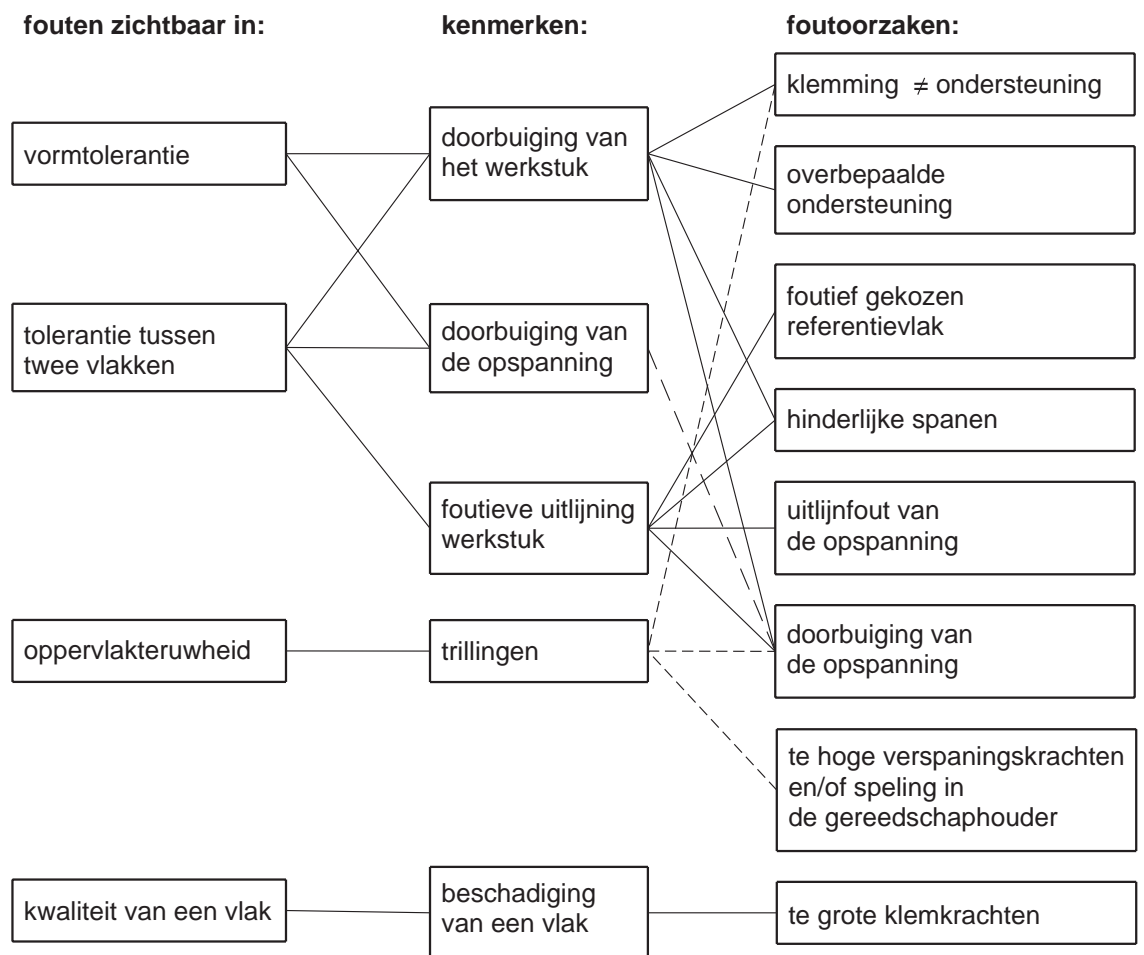 fouten zichtbaar in:
vormtolerantie
tolerantie tussen
twee vlakken
oppervlakteruwheid
kwaliteit van een vlak
kenmerken:
doorbuiging van
het werkstuk
doorbuiging van
de opspanning
foutieve uitlijning
werkstuk
trillingen
beschadiging
van een vlak
foutoorzaken:
klemming ≠ ondersteuning
overbepaalde
ondersteuning
foutief gekozen
referentievlak
hinderlijke spanen
uitlijnfout van
de opspanning
doorbuiging van
de opspanning
te hoge verspaningskrachten
en/of speling in
de gereedschaphouder
te grote klemkrachten